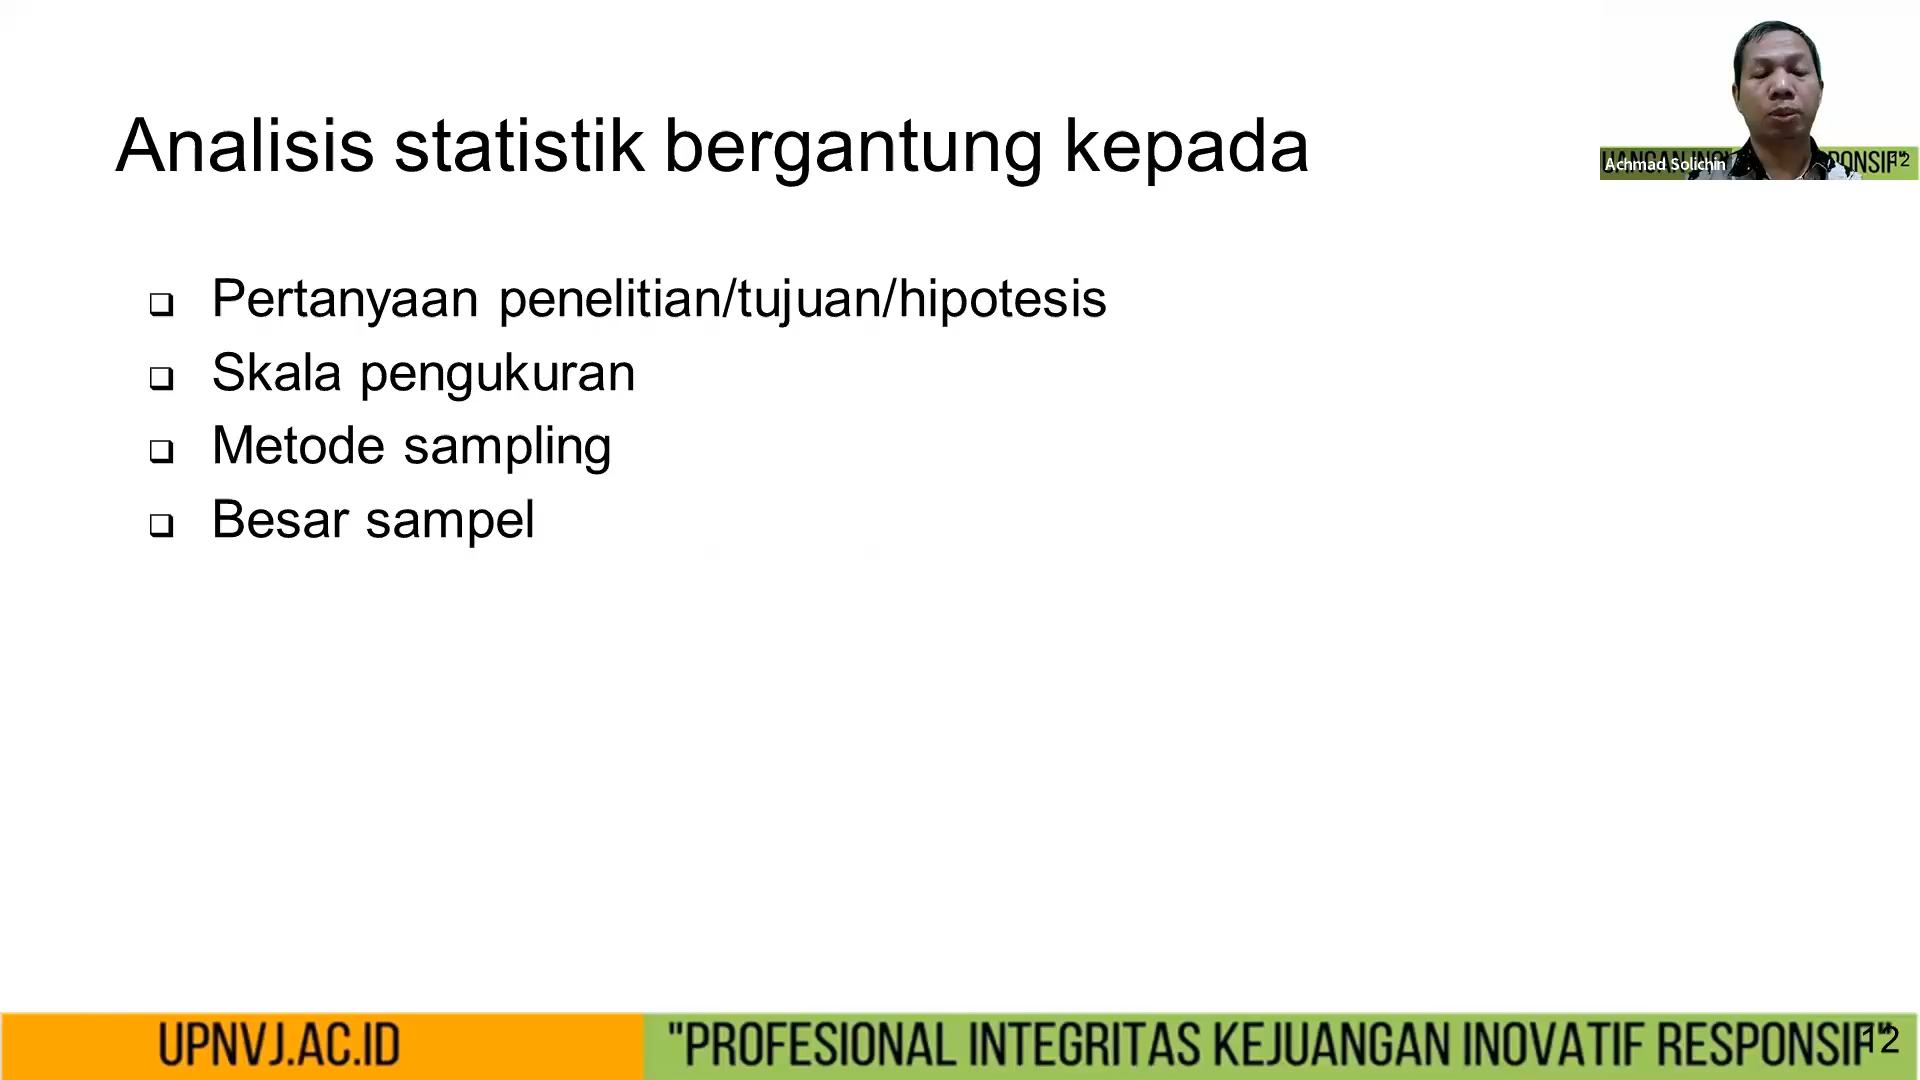 Analisis statistik bergantung kepada
Achmad Solichin
12
Pertanyaan penelitian/tujuan/hipotesis
Skala pengukuran
Metode sampling
Besar sampel
UPNVJ.AC.ID
"PROFESIONAL INTEGRITAS KEJUANGAN INOVATIF RESPONSIF"
12